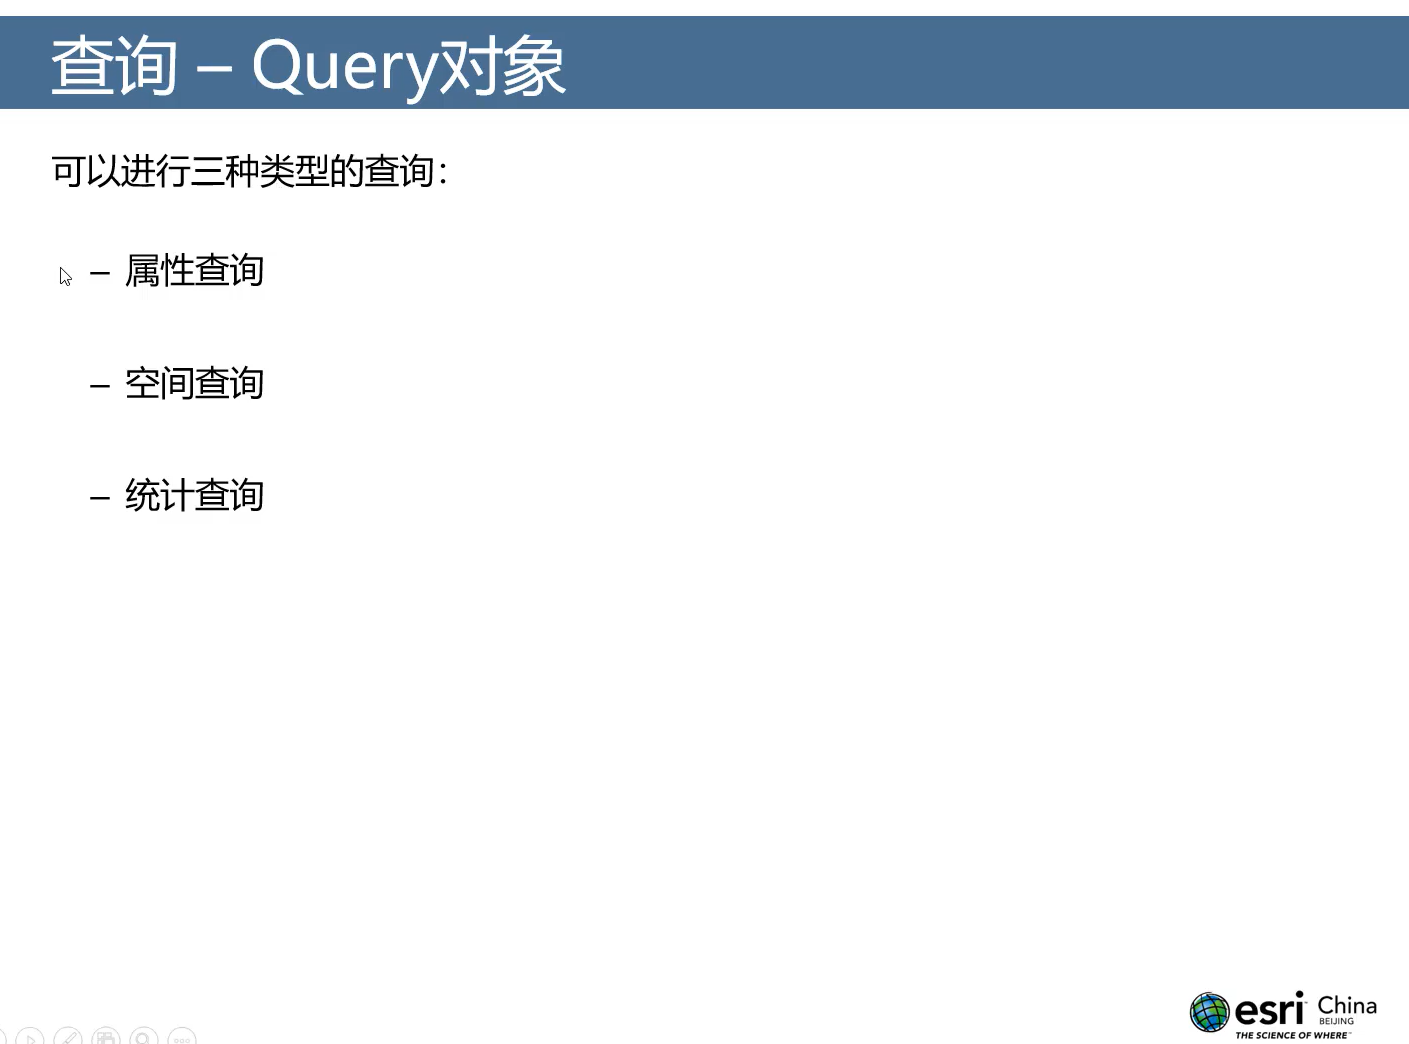 查询 – Query对象
可以进行三种类型的查询：
– 属性查询
– 空间查询
– 统计查询
esri China
BEIJING
THE SCIENCE OF WHERE™